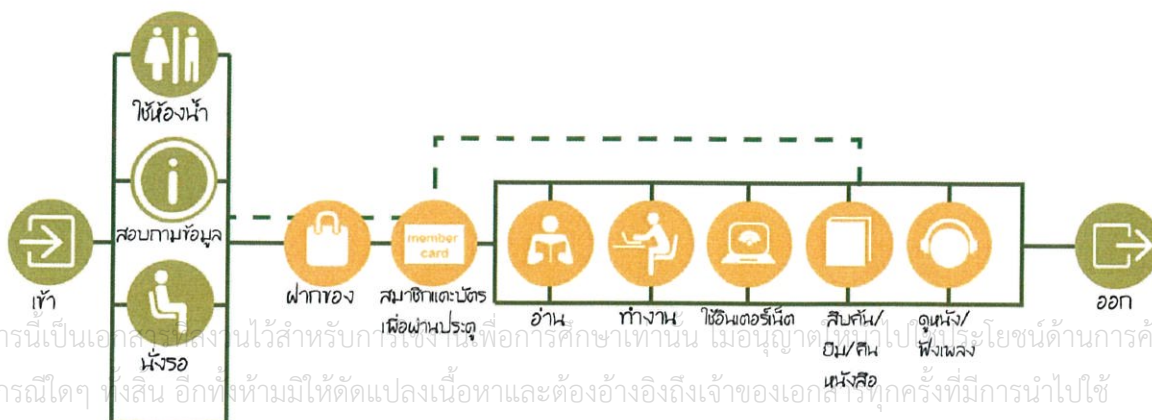 ใช้ห้องน้ำ
สอบถามข้อมูล
เข้า
นั่งรอ
ฝากของ
member
card
สมาชิกแตะบัตร
เพื่อผ่านประตู
อ่าน
ทำงาน
ใช้อินเตอร์เน็ต
สืบค้น/
ยืม/คืน
หนังสือ
ดูหนัง/
ฟังเพลง
ออก
ารนี้เป็นเอกสารที่สงวนไว้สำหรับการใช้งานเพื่อการศึกษาเท่านั้น ไม่อนุญาตให้นำไปใช้ประโยชน์ด้านการค้
ารณีใดๆ ทั้งสิ้น อีกทั้งห้ามมิให้ดัดแปลงเนื้อหาและต้องอ้างอิงถึงเจ้าของเอกสารทุกครั้งที่มีการนำไปใช้